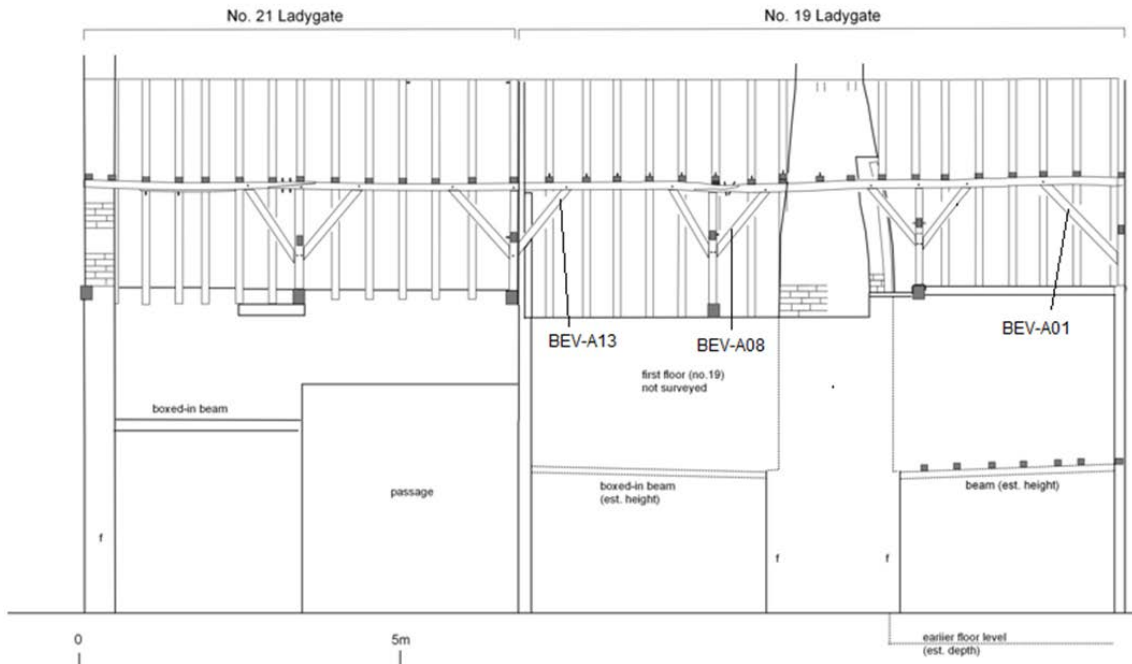 No. 21 Ladygate
No. 19 Ladygate
BEV-A13
BEV-A08
BEV-A01
first floor (no.19)
not surveyed
boxed-in beam
passage
boxed-in beam
(est. height)
beam (est. height)
f
f
f
0
5m
earlier floor level
(est. depth)